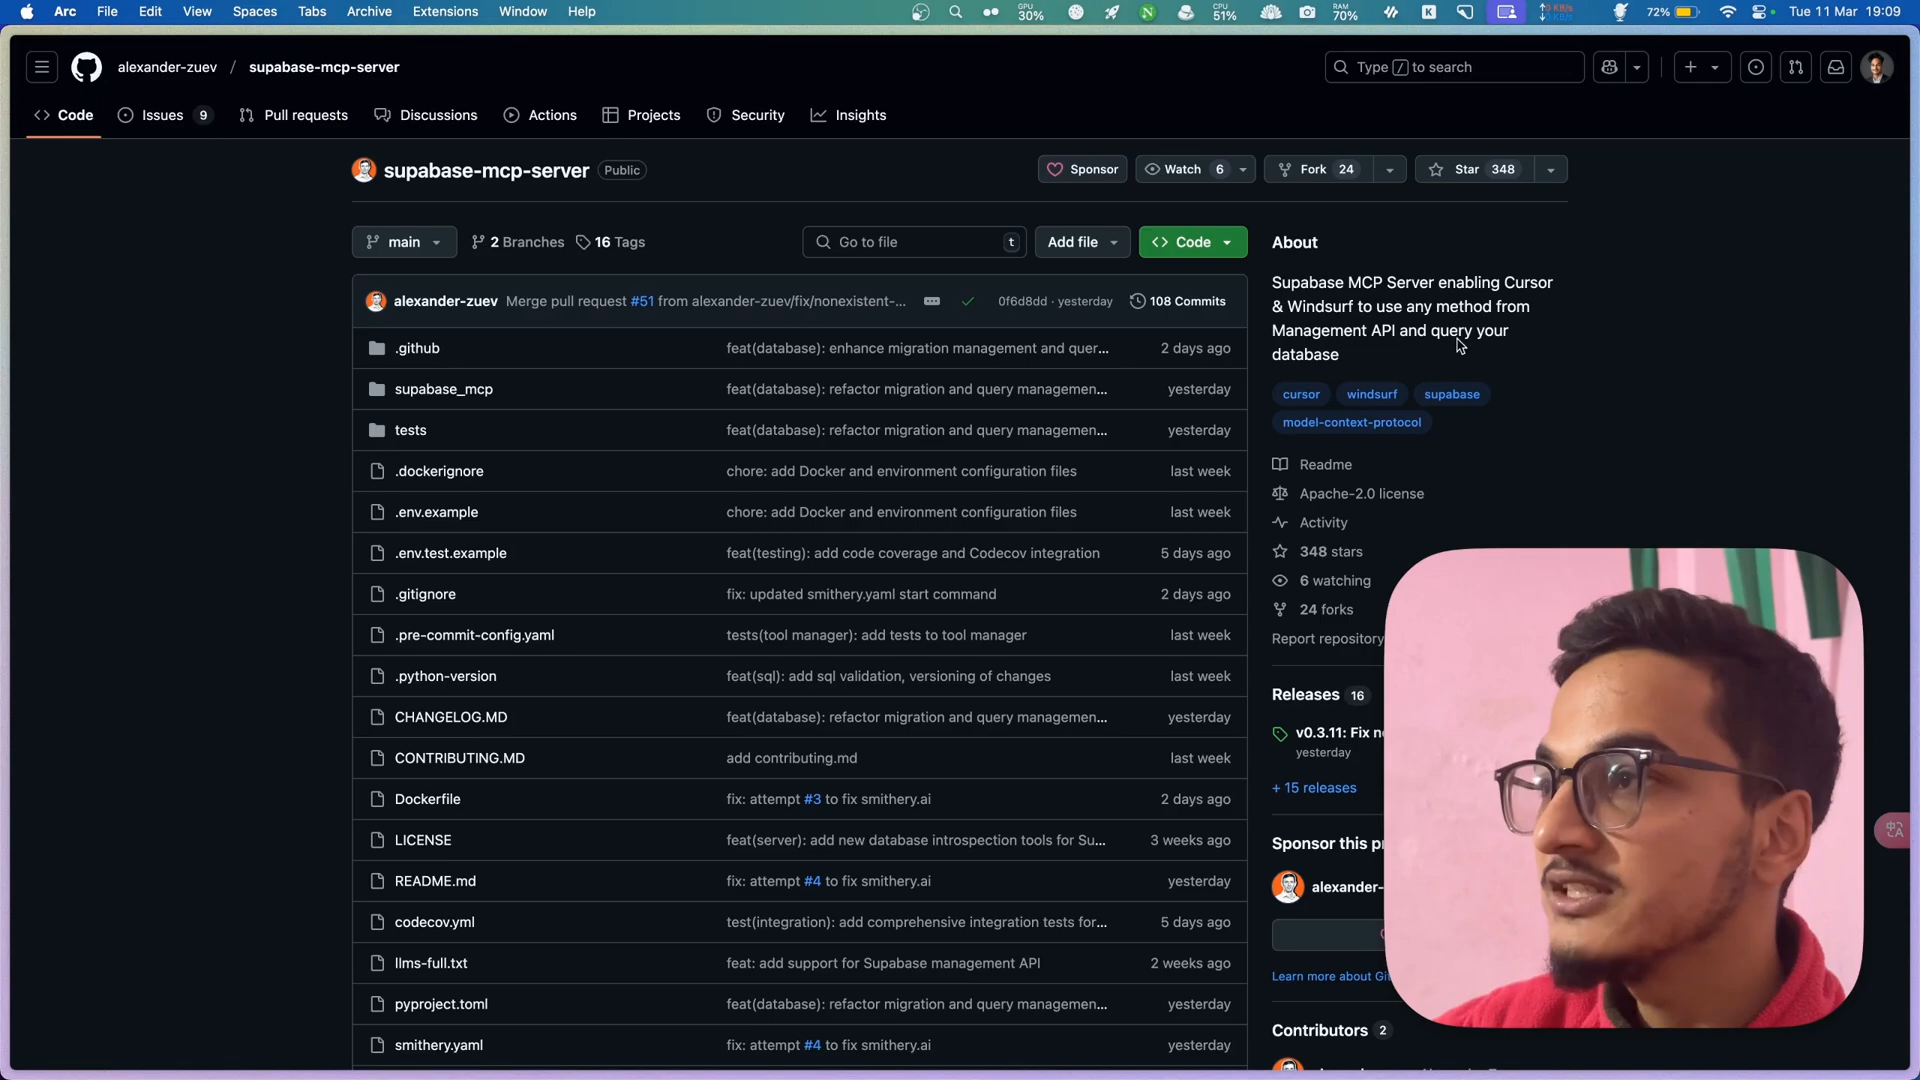 Arc File Edit View Spaces Tabs Archive Extensions Window Help GPU 30% CPU 51% RAM 70% 0 KB/s 0 KB/s 72% Tue 11 Mar 19:09
alexander-zuev / supabase-mcp-server Type / to search
Code Issues 9 Pull requests Discussions Actions Projects Security Insights
supabase-mcp-server Public Sponsor Watch 6 Fork 24 Star 348
main 2 Branches 16 Tags Go to file t Add file Code
alexander-zuev Merge pull request #51 from alexander-zuev/fix/nonexistent-... 0f6d8dd · yesterday 108 Commits
.github feat(database): enhance migration management and quer... 2 days ago
supabase_mcp feat(database): refactor migration and query managemen... yesterday
tests feat(database): refactor migration and query managemen... yesterday
.dockerignore chore: add Docker and environment configuration files last week
.env.example chore: add Docker and environment configuration files last week
.env.test.example feat(testing): add code coverage and Codecov integration 5 days ago
.gitignore fix: updated smithery.yaml start command 2 days ago
.pre-commit-config.yaml tests(tool manager): add tests to tool manager last week
.python-version feat(sql): add sql validation, versioning of changes last week
CHANGELOG.MD feat(database): refactor migration and query managemen... yesterday
CONTRIBUTING.MD add contributing.md last week
Dockerfile fix: attempt #3 to fix smithery.ai 2 days ago
LICENSE feat(server): add new database introspection tools for Su... 3 weeks ago
README.md fix: attempt #4 to fix smithery.ai yesterday
codecov.yml test(integration): add comprehensive integration tests for... 5 days ago
llms-full.txt feat: add support for Supabase management API 2 weeks ago
pyproject.toml feat(database): refactor migration and query managemen... yesterday
smithery.yaml fix: attempt #4 to fix smithery.ai yesterday
About
Supabase MCP Server enabling Cursor
& Windsurf to use any method from
Management API and query your
database
cursor windsurf supabase
model-context-protocol
Readme
Apache-2.0 license
Activity
348 stars
6 watching
24 forks
Report repository
Releases 16
v0.3.11: Fix n
yesterday
+ 15 releases
Sponsor this p
alexander-
Learn more about Gi
Contributors 2